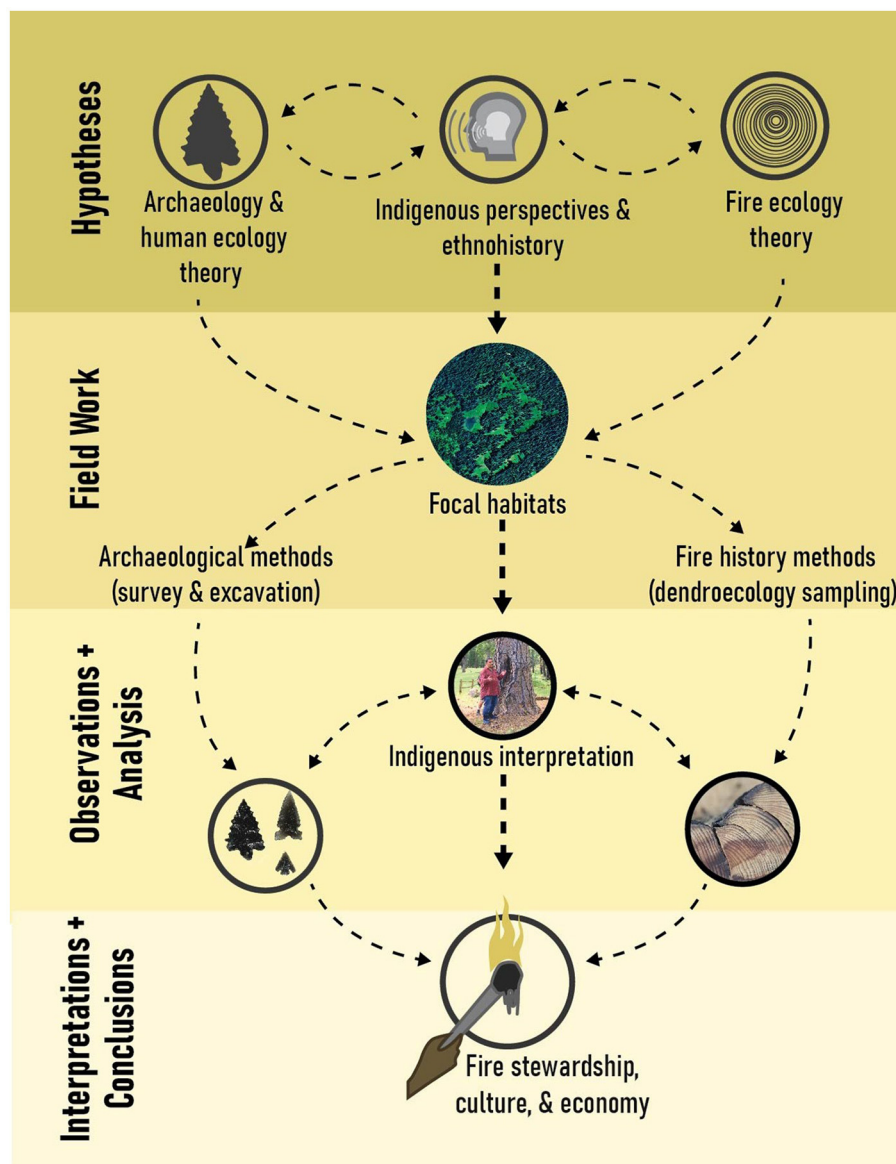 Hypotheses
Archaeology &
human ecology
theory
Indigenous perspectives &
ethnohistory
Fire ecology
theory
Field Work
Focal habitats
Archaeological methods
(survey & excavation)
Fire history methods
(dendroecology sampling)
Observations +
Analysis
Indigenous interpretation
Interpretations +
Conclusions
Fire stewardship,
culture, & economy